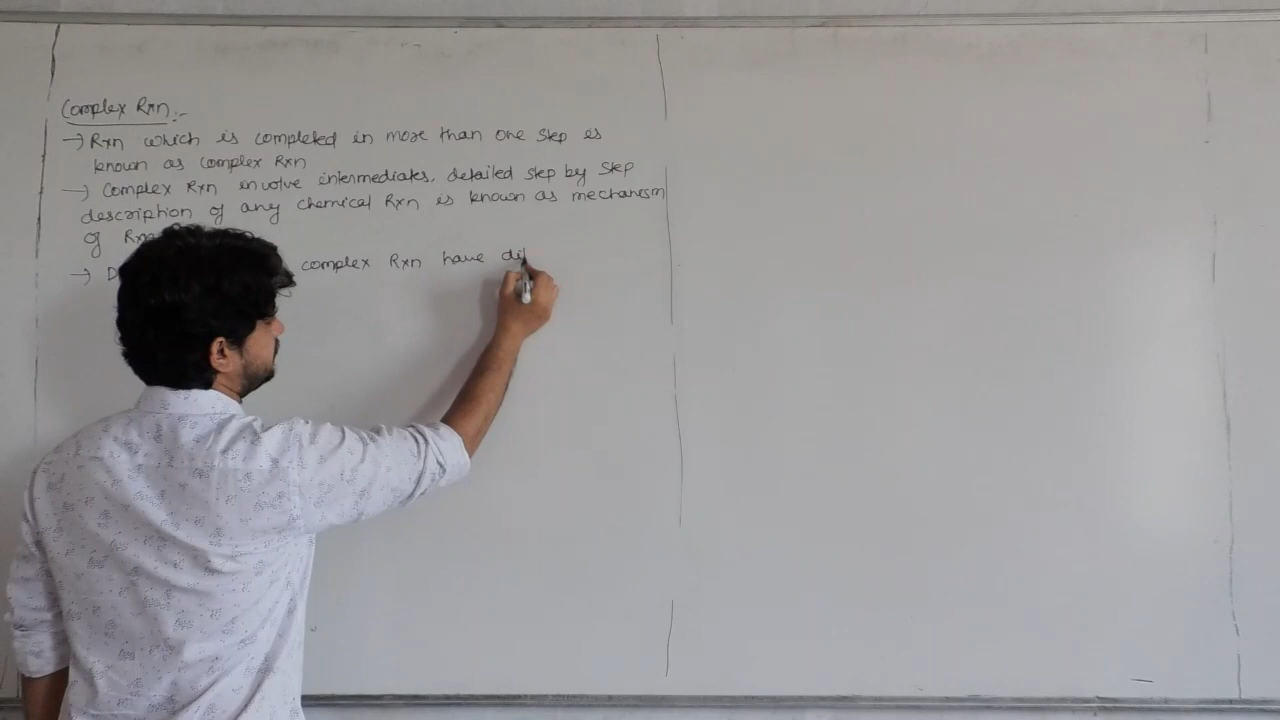 Complex Rxn:-
→ Rxn which is completed in more than one step is
known as complex Rxn
→ Complex Rxn involve intermediates, detailed step by step
description of any chemical Rxn is known as mechanism
of Rxn
→ D complex Rxn have dif